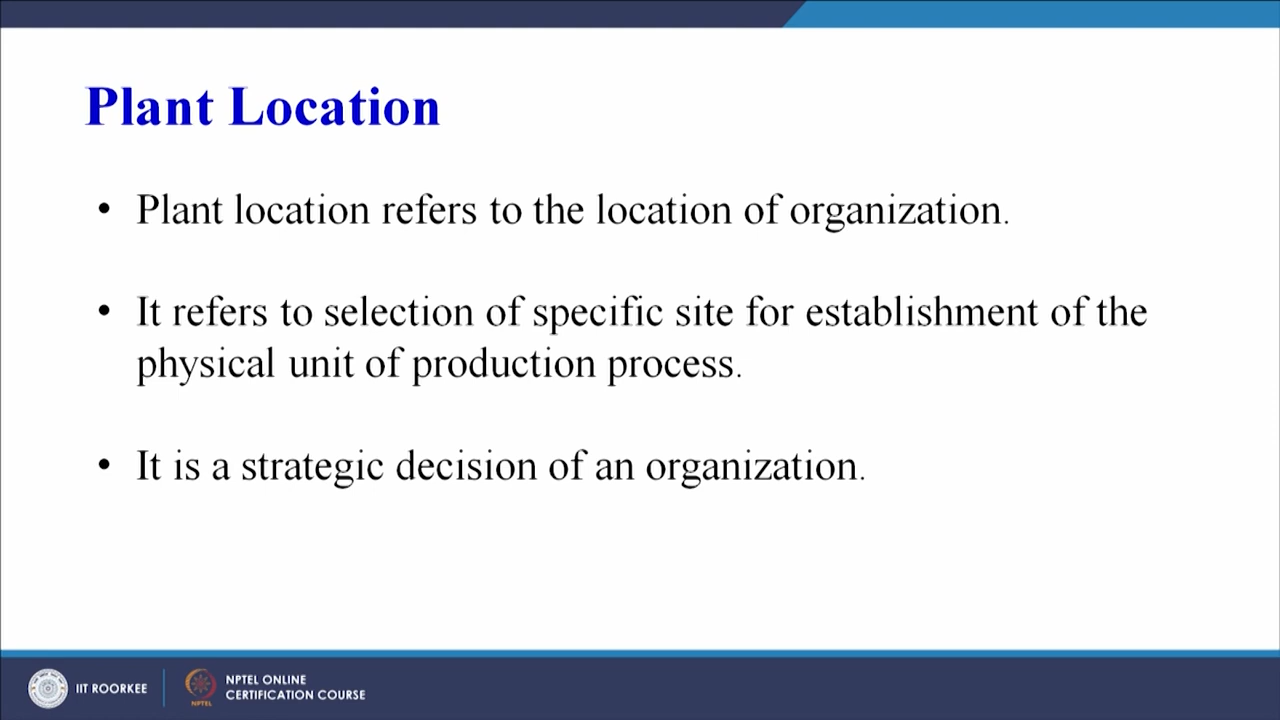 Plant Location
• Plant location refers to the location of organization.
• It refers to selection of specific site for establishment of the
physical unit of production process.
• It is a strategic decision of an organization.
IIT ROORKEE
NPTEL
NPTEL ONLINE
CERTIFICATION COURSE